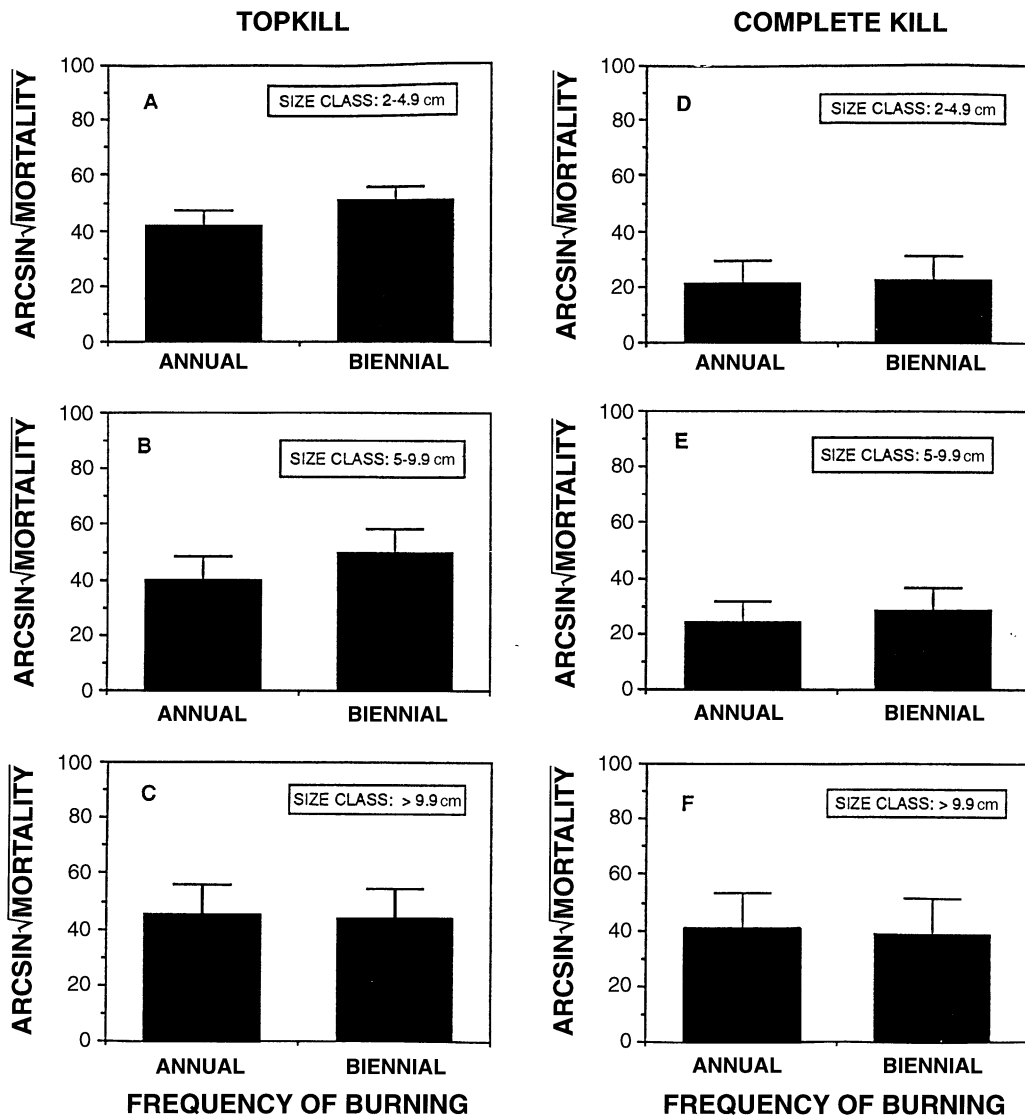 TOPKILL
COMPLETE KILL
ARCSIN√MORTALITY
100
80
60
40
20
0
A
SIZE CLASS: 2-4.9 cm
ANNUAL
BIENNIAL
ARCSIN√MORTALITY
100
80
60
40
20
0
D
SIZE CLASS: 2-4.9 cm
ANNUAL
BIENNIAL
ARCSIN√MORTALITY
100
80
60
40
20
0
B
SIZE CLASS: 5-9.9 cm
ANNUAL
BIENNIAL
ARCSIN√MORTALITY
100
80
60
40
20
0
E
SIZE CLASS: 5-9.9 cm
ANNUAL
BIENNIAL
ARCSIN√MORTALITY
100
80
60
40
20
0
C
SIZE CLASS: > 9.9 cm
ANNUAL
BIENNIAL
FREQUENCY OF BURNING
ARCSIN√MORTALITY
100
80
60
40
20
0
F
SIZE CLASS: > 9.9 cm
ANNUAL
BIENNIAL
FREQUENCY OF BURNING